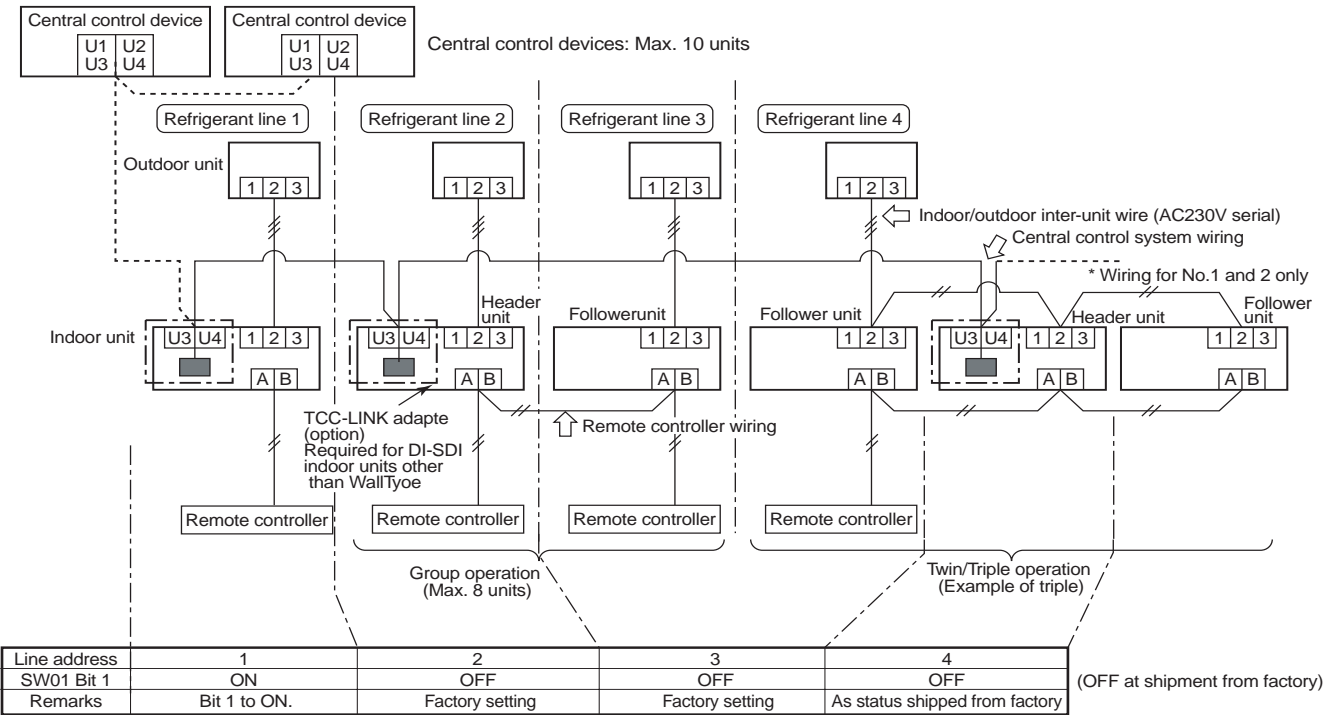 Central control device
Central control device
U1 U2
U3 U4
U1 U2
U3 U4
Central control devices: Max. 10 units
Refrigerant line 1
Refrigerant line 2
Refrigerant line 3
Refrigerant line 4
Outdoor unit
1 2 3
1 2 3
1 2 3
1 2 3
Indoor/outdoor inter-unit wire (AC230V serial)
Central control system wiring
* Wiring for No.1 and 2 only
Indoor unit
U3 U4
1 2 3
A B
Header
unit
U3 U4
1 2 3
A B
Followerunit
1 2 3
A B
Follower unit
1 2 3
A B
Header unit
U3 U4
1 2 3
A B
Follower
unit
1 2 3
A B
TCC-LINK adapte
(option)
Required for DI-SDI
indoor units other
than WallTyoe
Remote controller wiring
Remote controller
Remote controller
Remote controller
Remote controller
Group operation
(Max. 8 units)
Twin/Triple operation
(Example of triple)
Line address 1 2 3 4
SW01 Bit 1 ON OFF OFF OFF
(OFF at shipment from factory)
Remarks Bit 1 to ON. Factory setting Factory setting As status shipped from factory